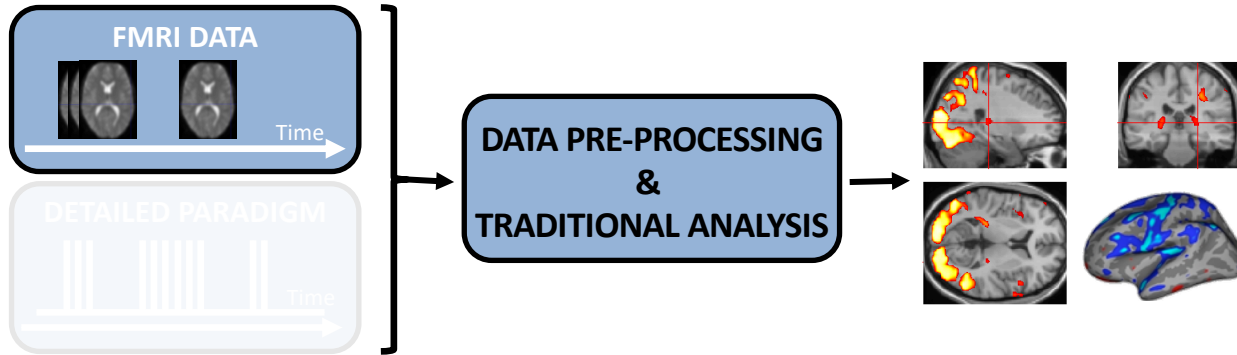 FMRI DATA
Time
DETAILED PARADIGM
Time
DATA PRE-PROCESSING
&
TRADITIONAL ANALYSIS